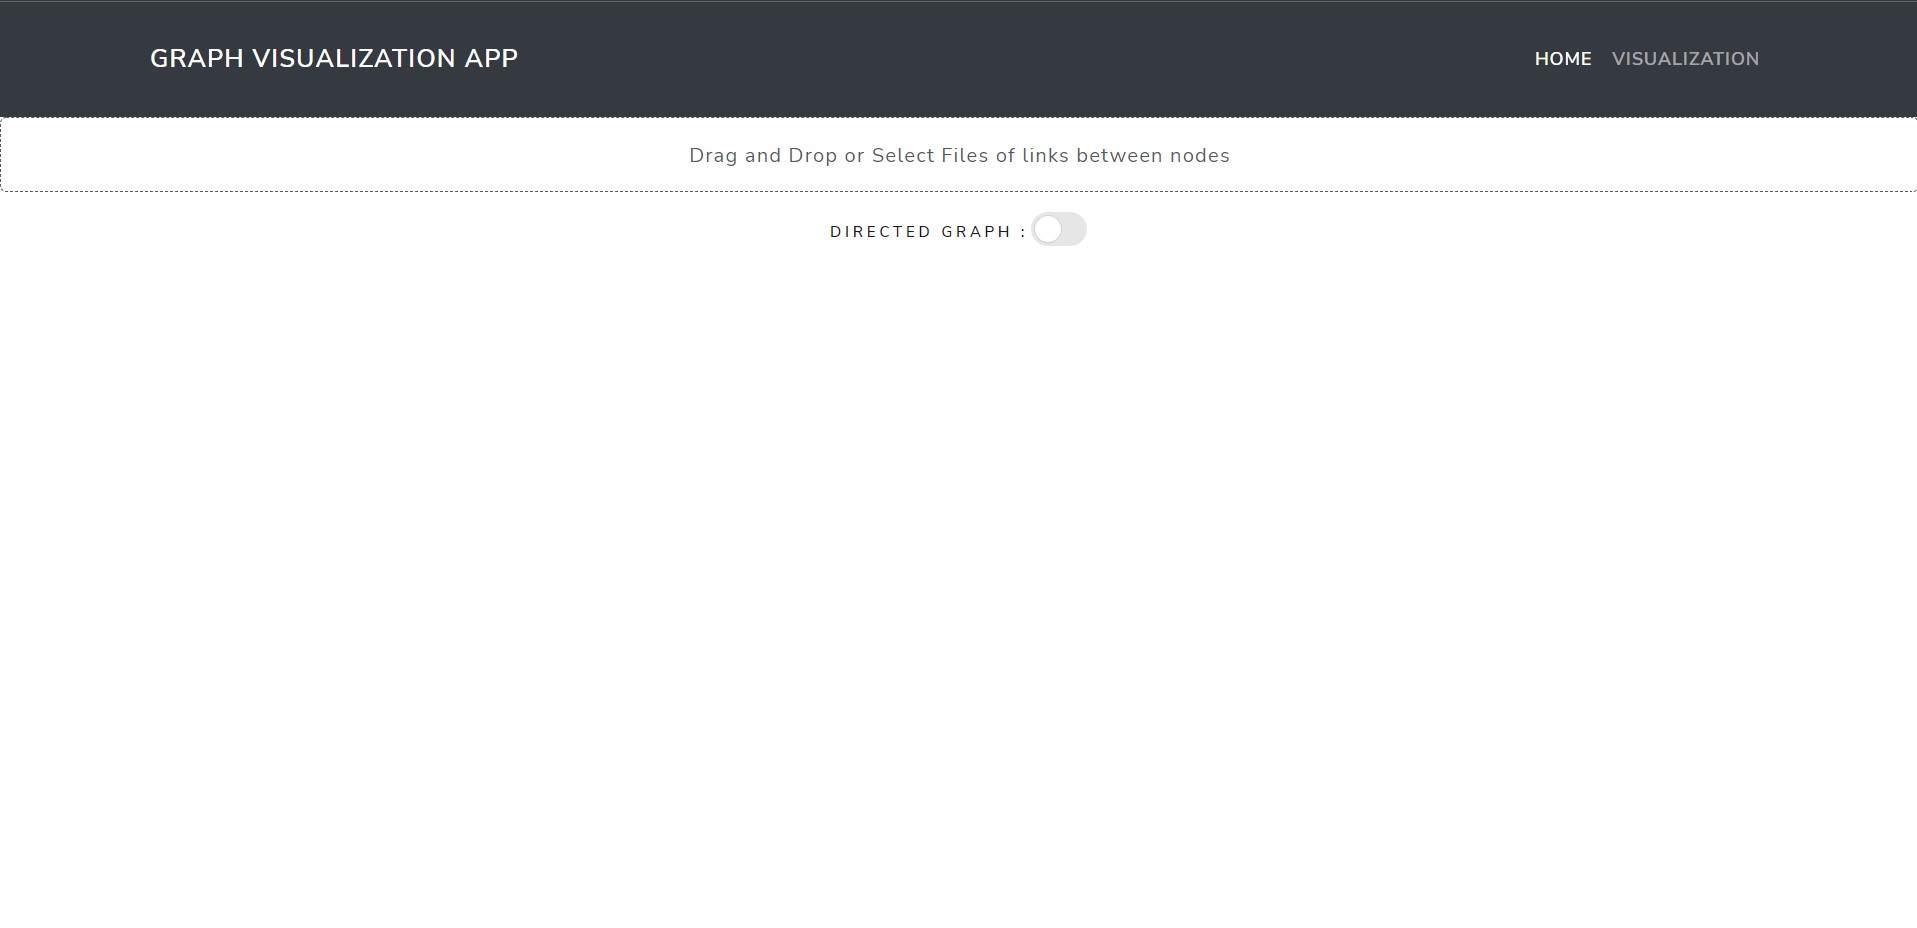 GRAPH VISUALIZATION APP
HOME VISUALIZATION
Drag and Drop or Select Files of links between nodes
DIRECTED GRAPH :